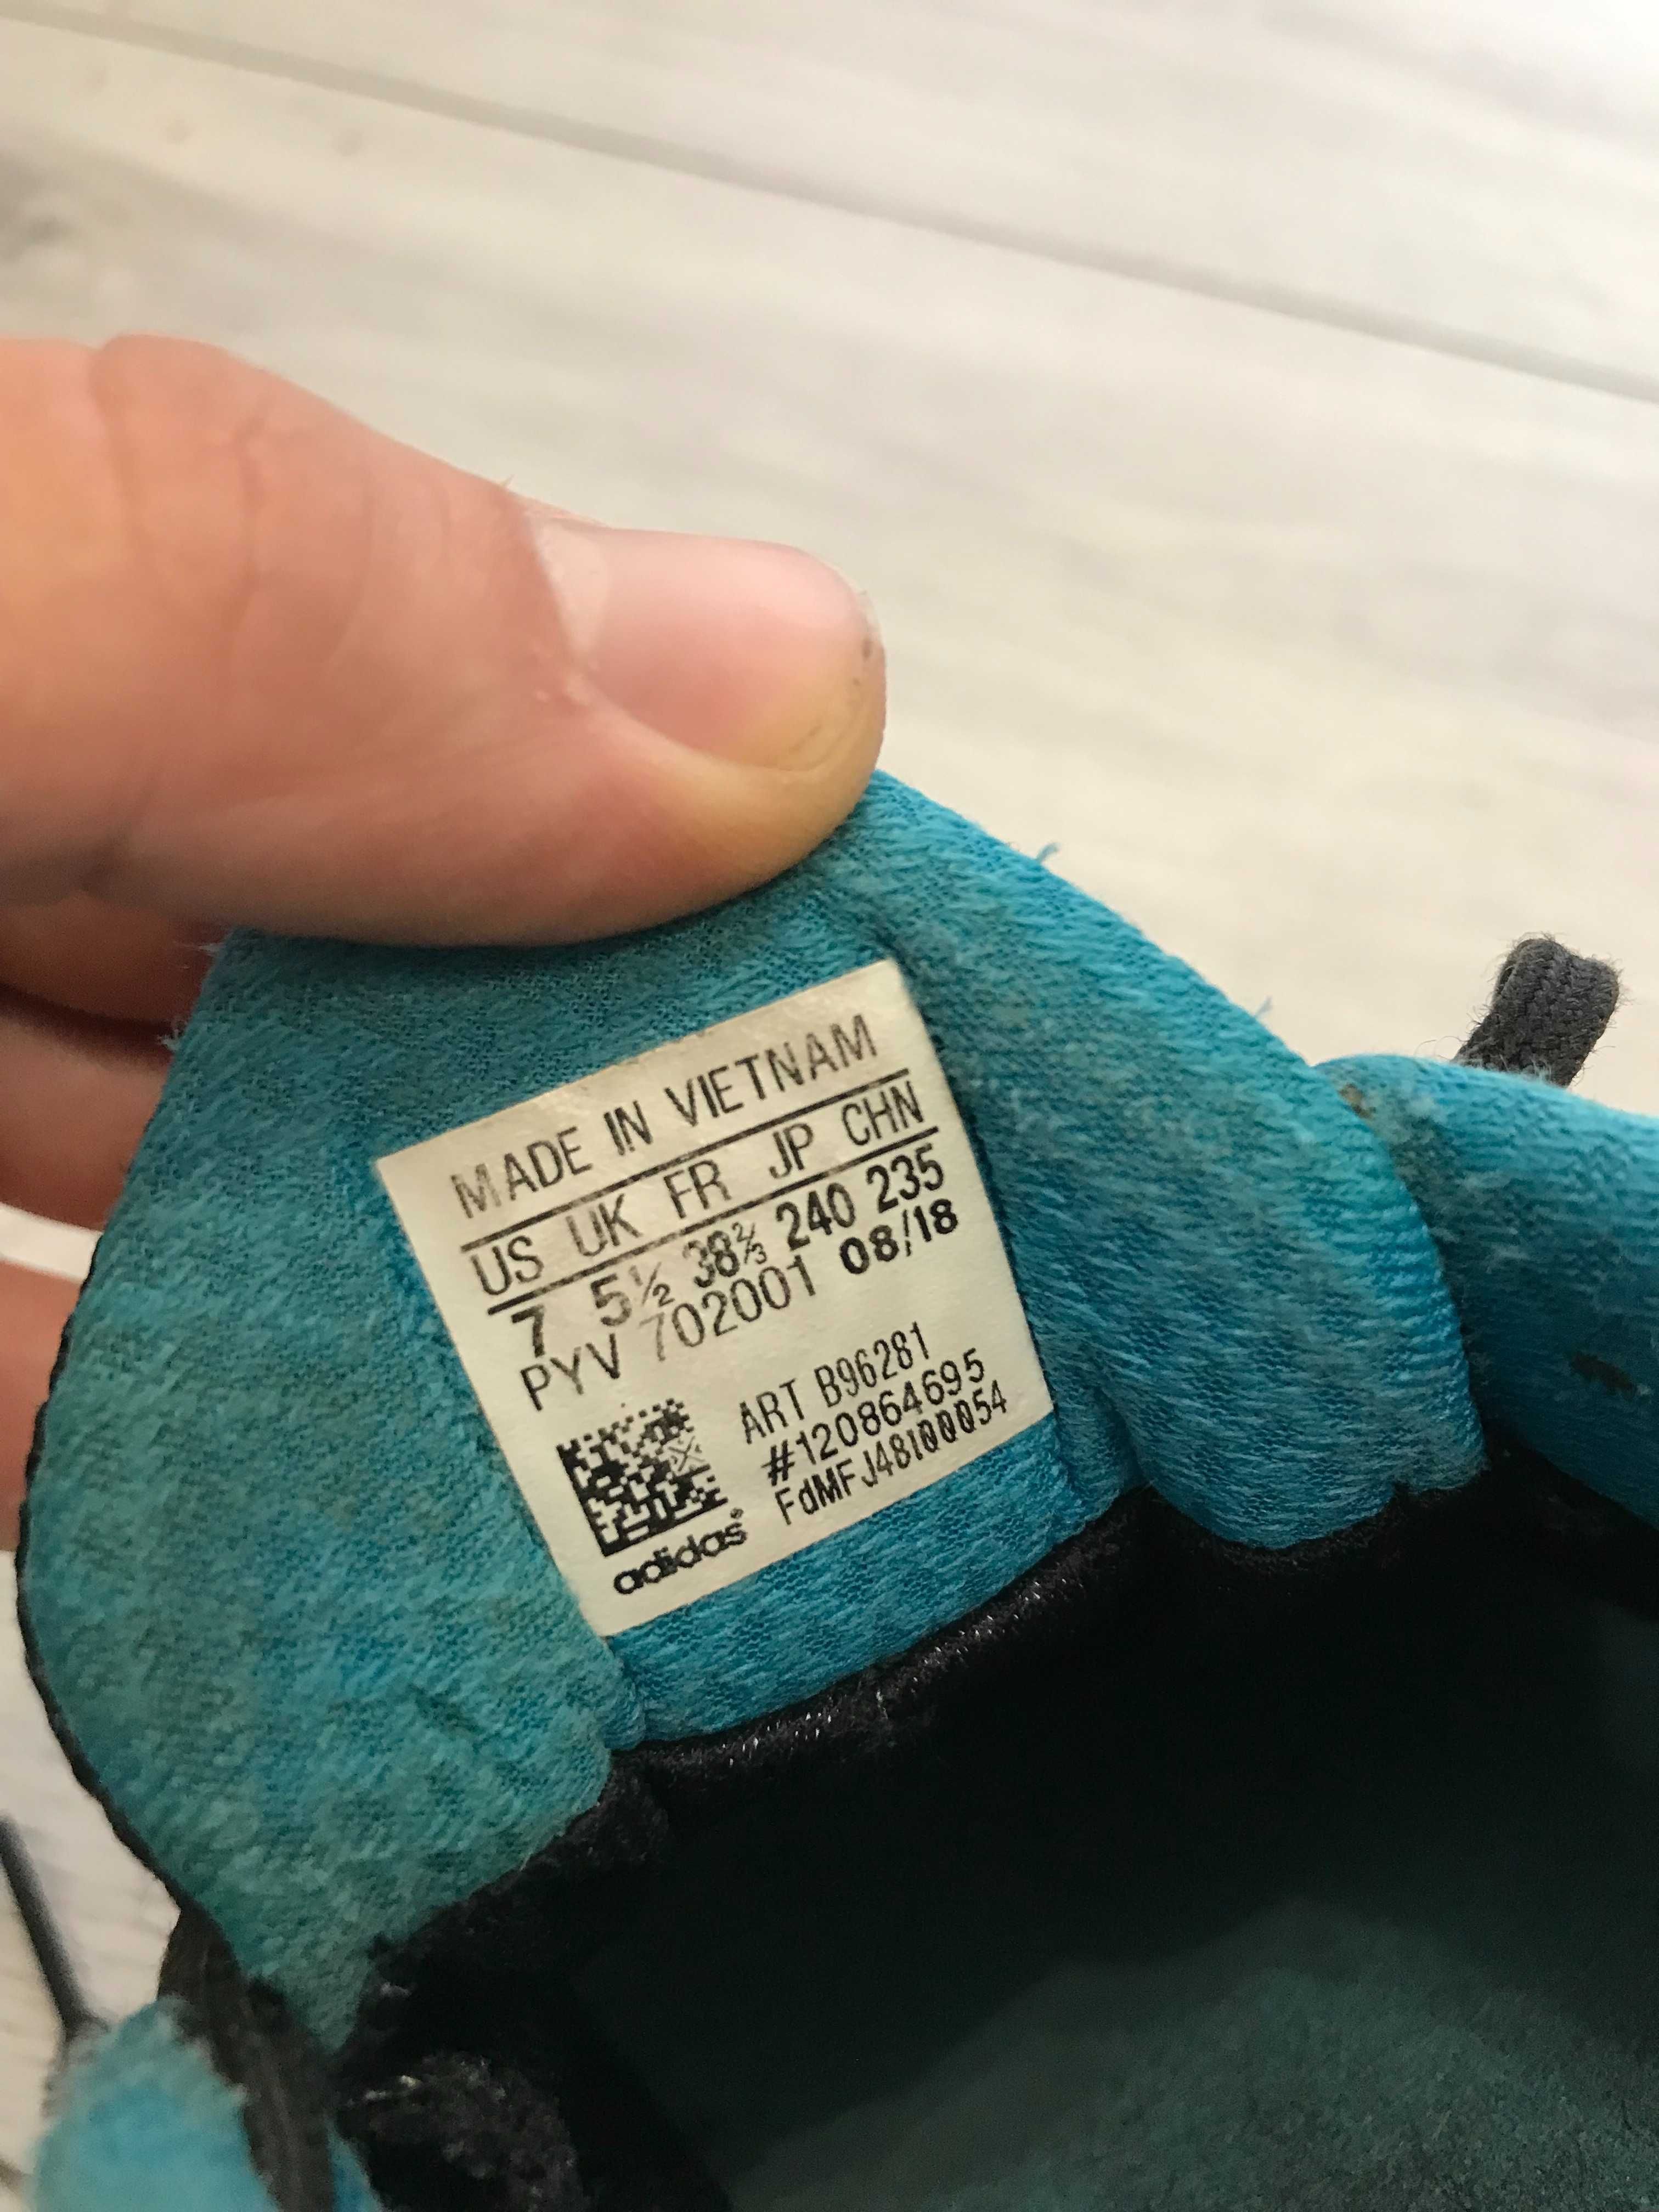 MADE IN VIETNAM
US UK FR JP CHN
7 5½ 38⅔ 240 235
PYV 702001 08/18
ART B96281
#120864695
FdMFJ48I00054
adidas